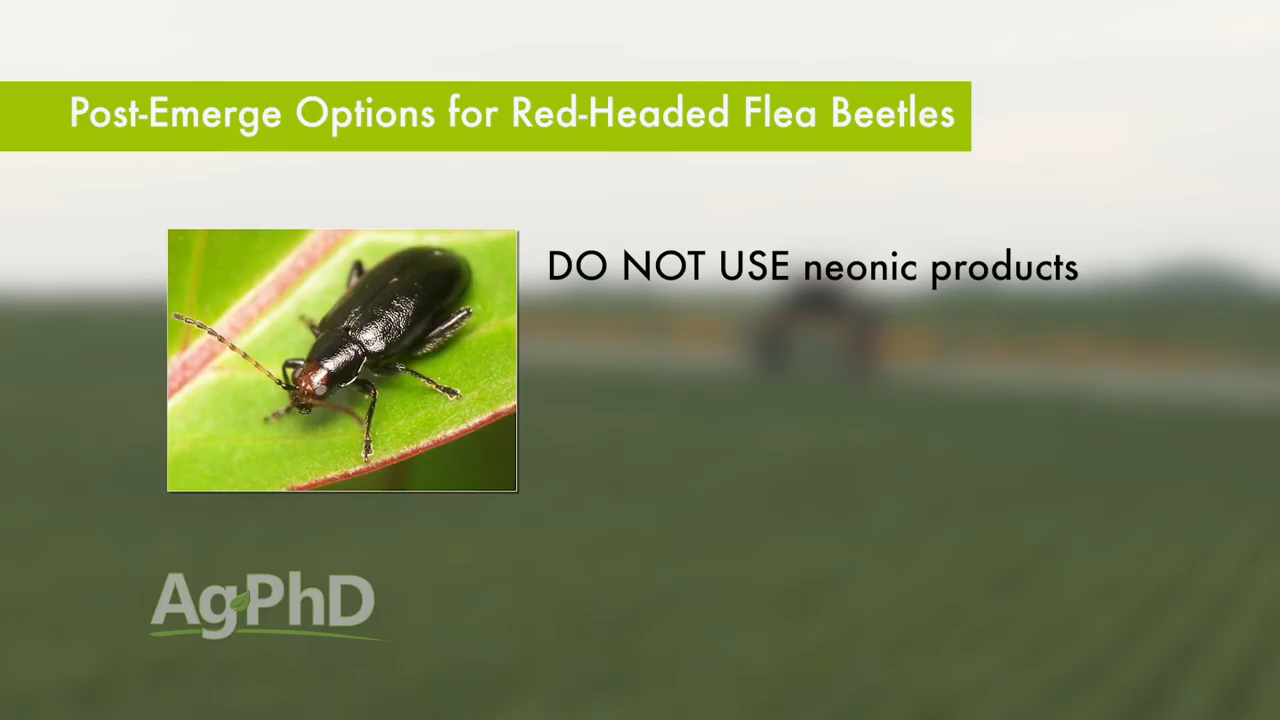 Post-Emerge Options for Red-Headed Flea Beetles
DO NOT USE neonic products
AgPhD